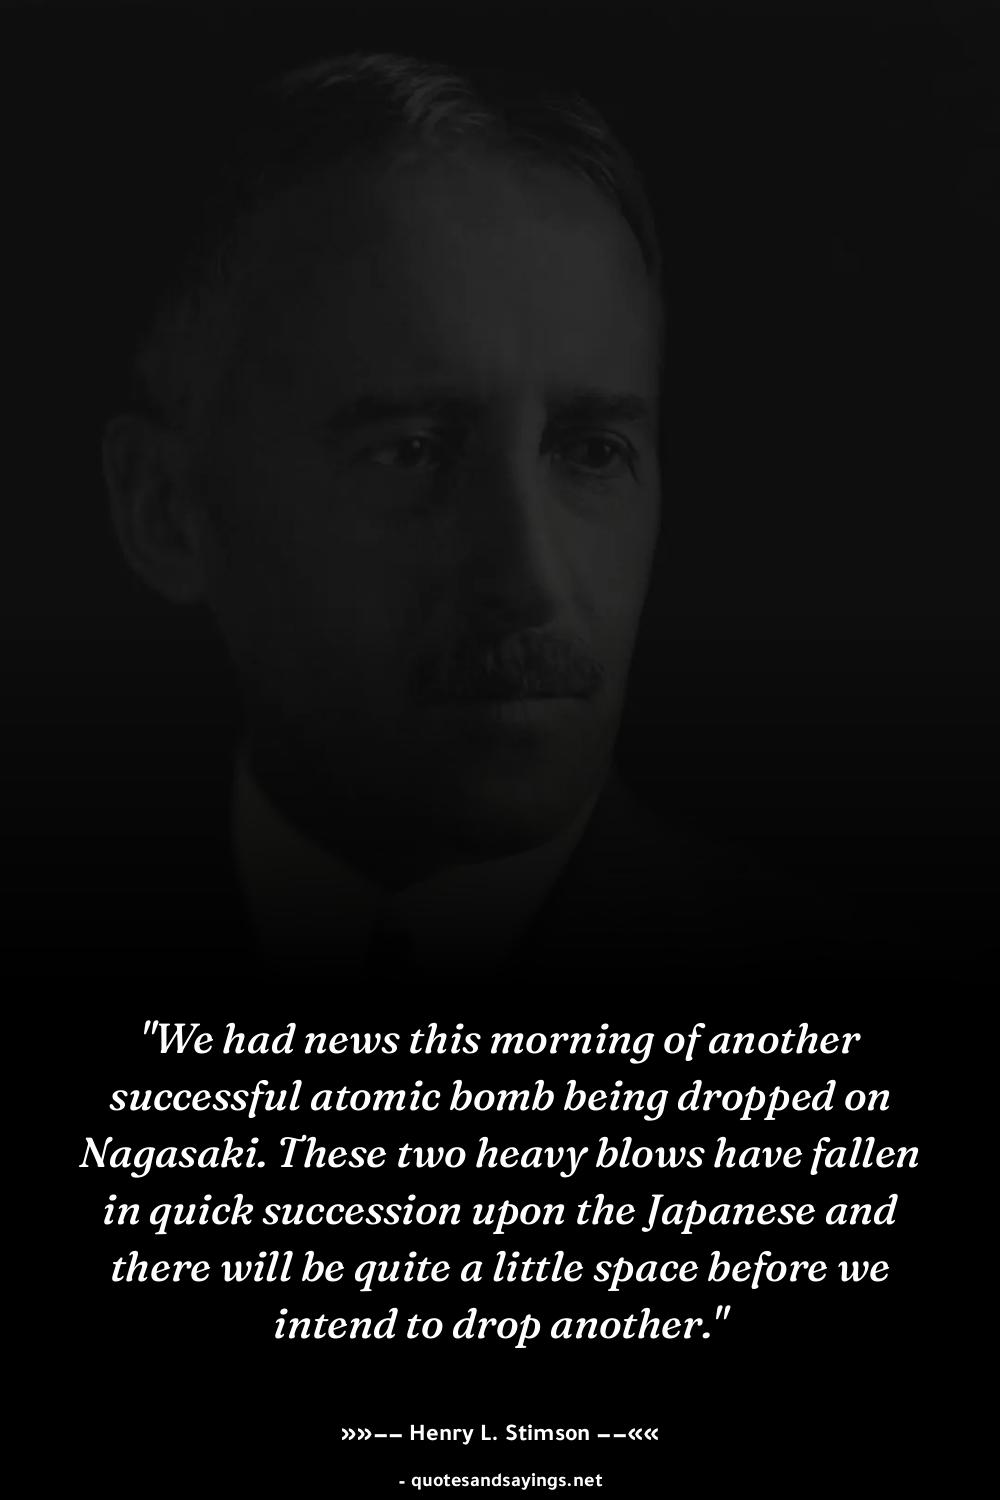 "We had news this morning of another
successful atomic bomb being dropped on
Nagasaki. These two heavy blows have fallen
in quick succession upon the Japanese and
there will be quite a little space before we
intend to drop another."
»»−− Henry L. Stimson −−««
- quotesandsayings.net